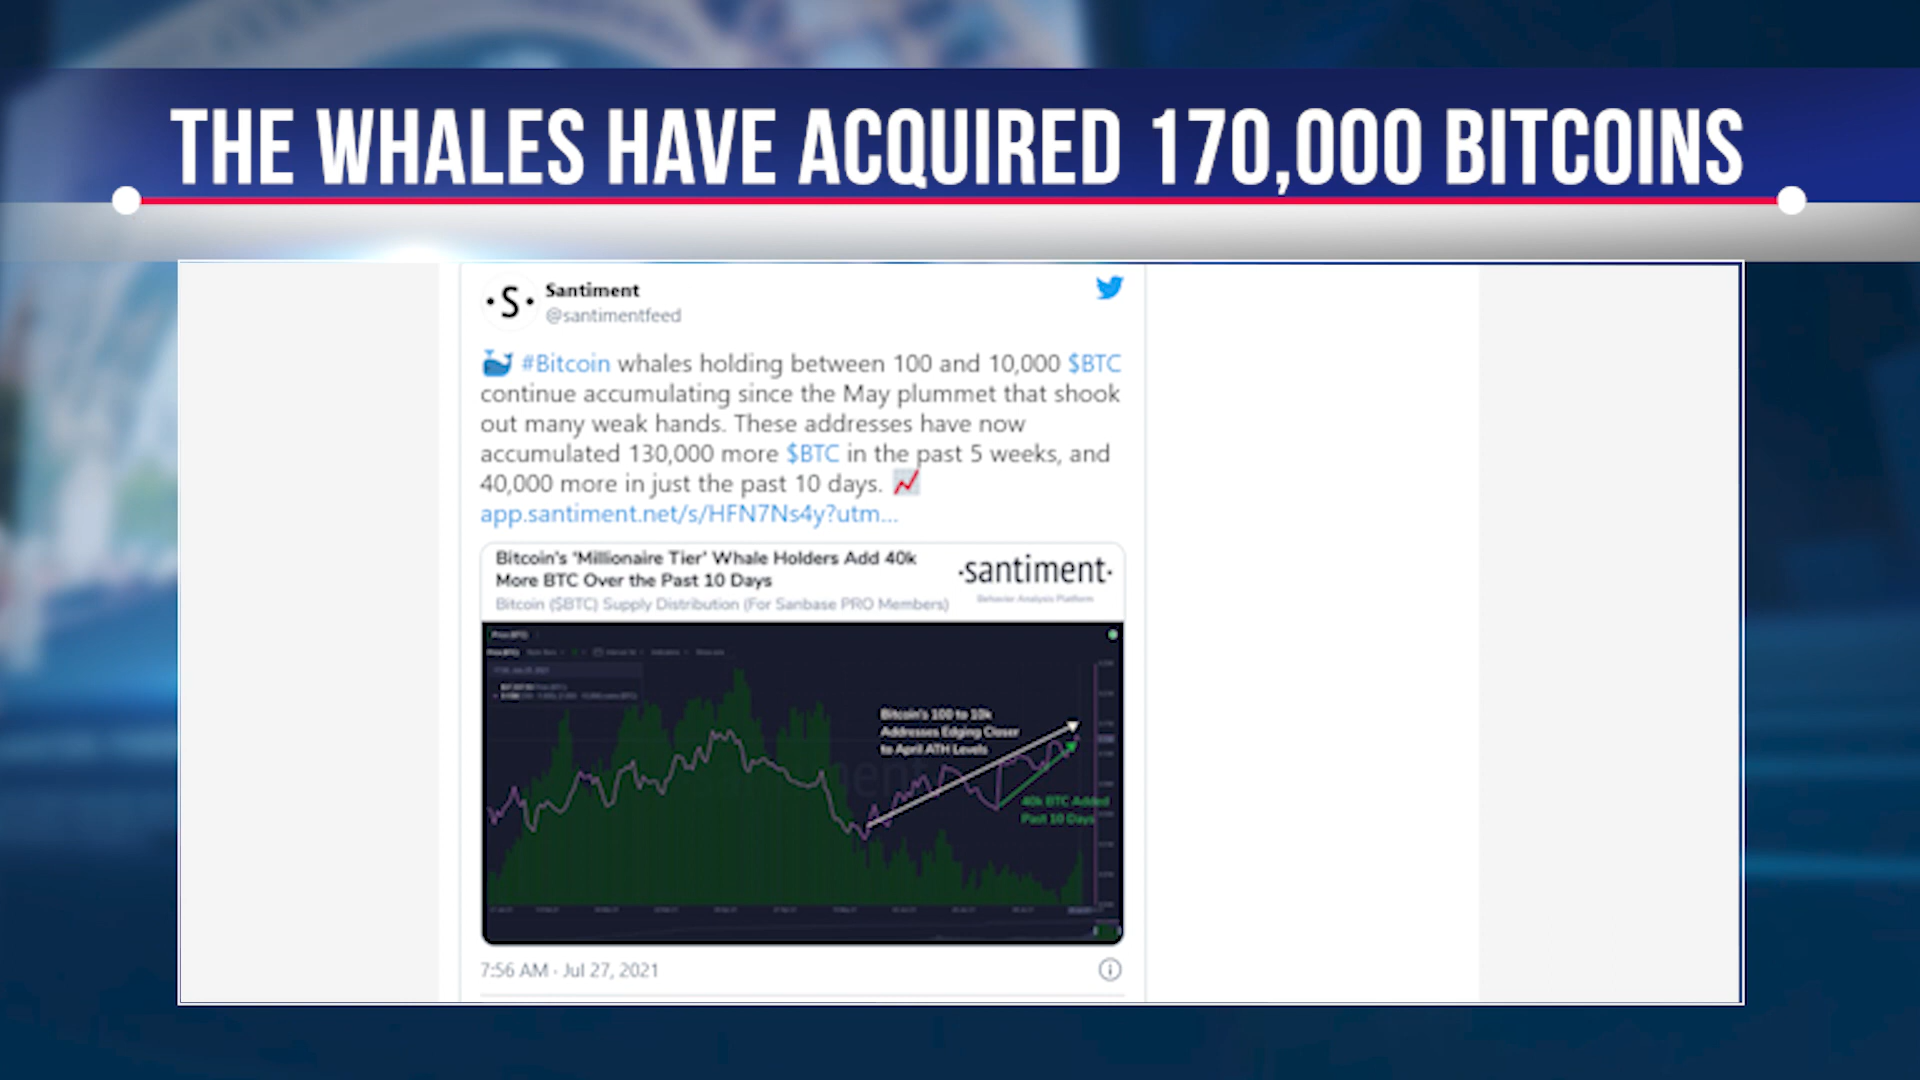 THE WHALES HAVE ACQUIRED 170,000 BITCOINS
·S· Santiment
@santimentfeed
#Bitcoin whales holding between 100 and 10,000 $BTC
continue accumulating since the May plummet that shook
out many weak hands. These addresses have now
accumulated 130,000 more $BTC in the past 5 weeks, and
40,000 more in just the past 10 days.
app.santiment.net/s/HFN7Ns4y?utm...
Bitcoin's 'Millionaire Tier' Whale Holders Add 40k
More BTC Over the Past 10 Days
Bitcoin ($BTC) Supply Distribution (For Sanbase PRO Members)
·santiment·
Behavior Analysis Platform
Bitcoin's 100 to 10k
Addresses Edging Closer
to April ATH Levels
40k BTC Added
Past 10 Days
7:56 AM · Jul 27, 2021